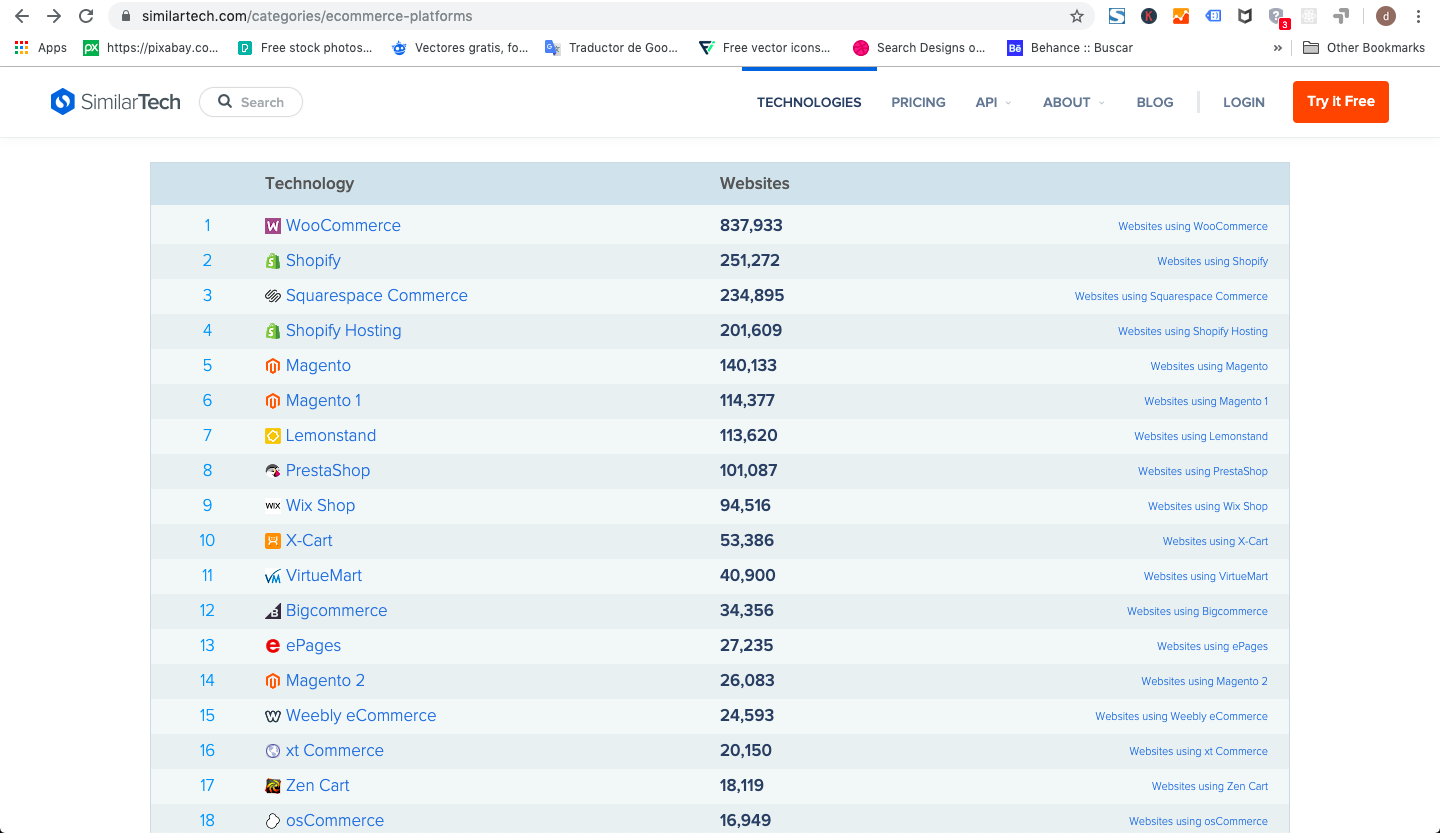 similartech.com/categories/ecommerce-platforms
3
d
Apps
px https://pixabay.co...
Free stock photos...
Vectores gratis, fo...
Traductor de Goo...
Free vector icons...
Search Designs o...
Bē Behance :: Buscar
»
Other Bookmarks
SimilarTech
Search
TECHNOLOGIES
PRICING
API
ABOUT
BLOG
LOGIN
Try it Free
Technology Websites
1 WooCommerce 837,933 Websites using WooCommerce
2 Shopify 251,272 Websites using Shopify
3 Squarespace Commerce 234,895 Websites using Squarespace Commerce
4 Shopify Hosting 201,609 Websites using Shopify Hosting
5 Magento 140,133 Websites using Magento
6 Magento 1 114,377 Websites using Magento 1
7 Lemonstand 113,620 Websites using Lemonstand
8 PrestaShop 101,087 Websites using PrestaShop
9 WIX Wix Shop 94,516 Websites using Wix Shop
10 X-Cart 53,386 Websites using X-Cart
11 VM VirtueMart 40,900 Websites using VirtueMart
12 Bigcommerce 34,356 Websites using Bigcommerce
13 ePages 27,235 Websites using ePages
14 Magento 2 26,083 Websites using Magento 2
15 Weebly eCommerce 24,593 Websites using Weebly eCommerce
16 xt Commerce 20,150 Websites using xt Commerce
17 Zen Cart 18,119 Websites using Zen Cart
18 osCommerce 16,949 Websites using osCommerce